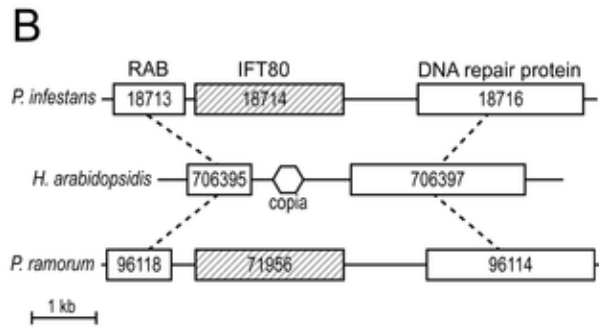 B
RAB IFT80 DNA repair protein
P. infestans 18713 18714 18716
H. arabidopsidis 706395 706397
copia
P. ramorum 96118 71956 96114
1 kb